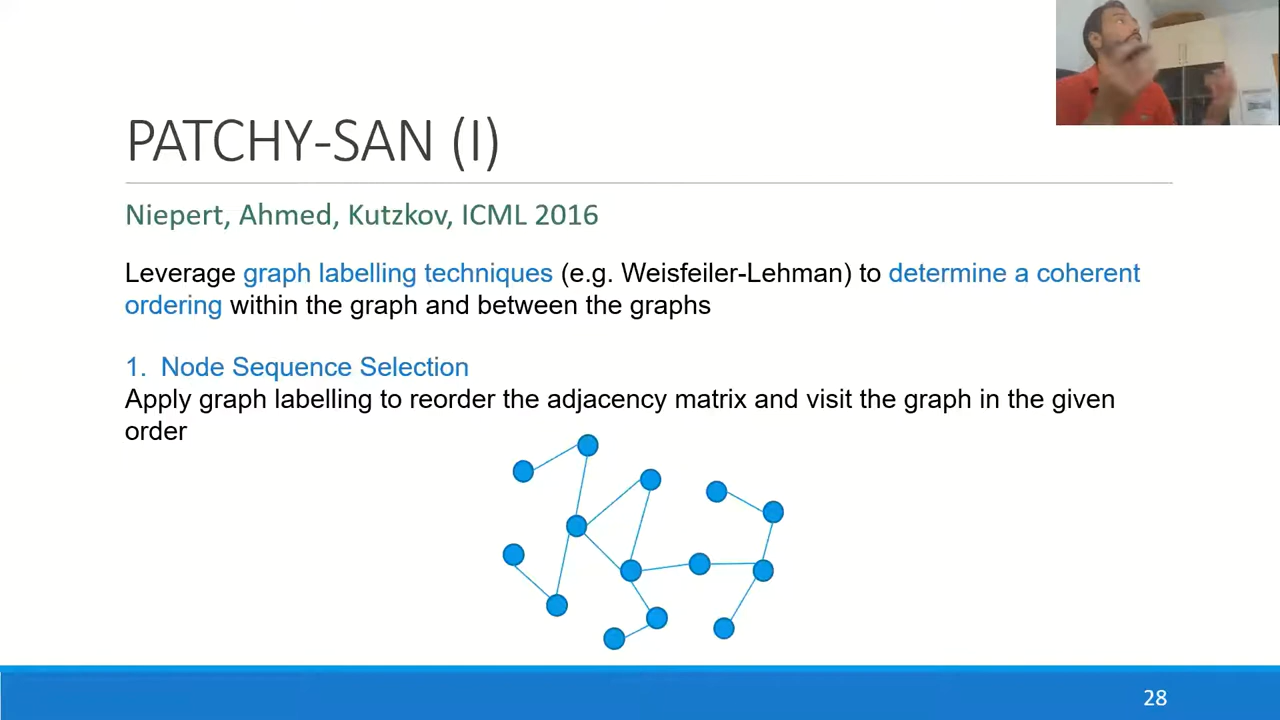 PATCHY-SAN (I)
Niepert, Ahmed, Kutzkov, ICML 2016
Leverage graph labelling techniques (e.g. Weisfeiler-Lehman) to determine a coherent
ordering within the graph and between the graphs
1. Node Sequence Selection
Apply graph labelling to reorder the adjacency matrix and visit the graph in the given
order
28